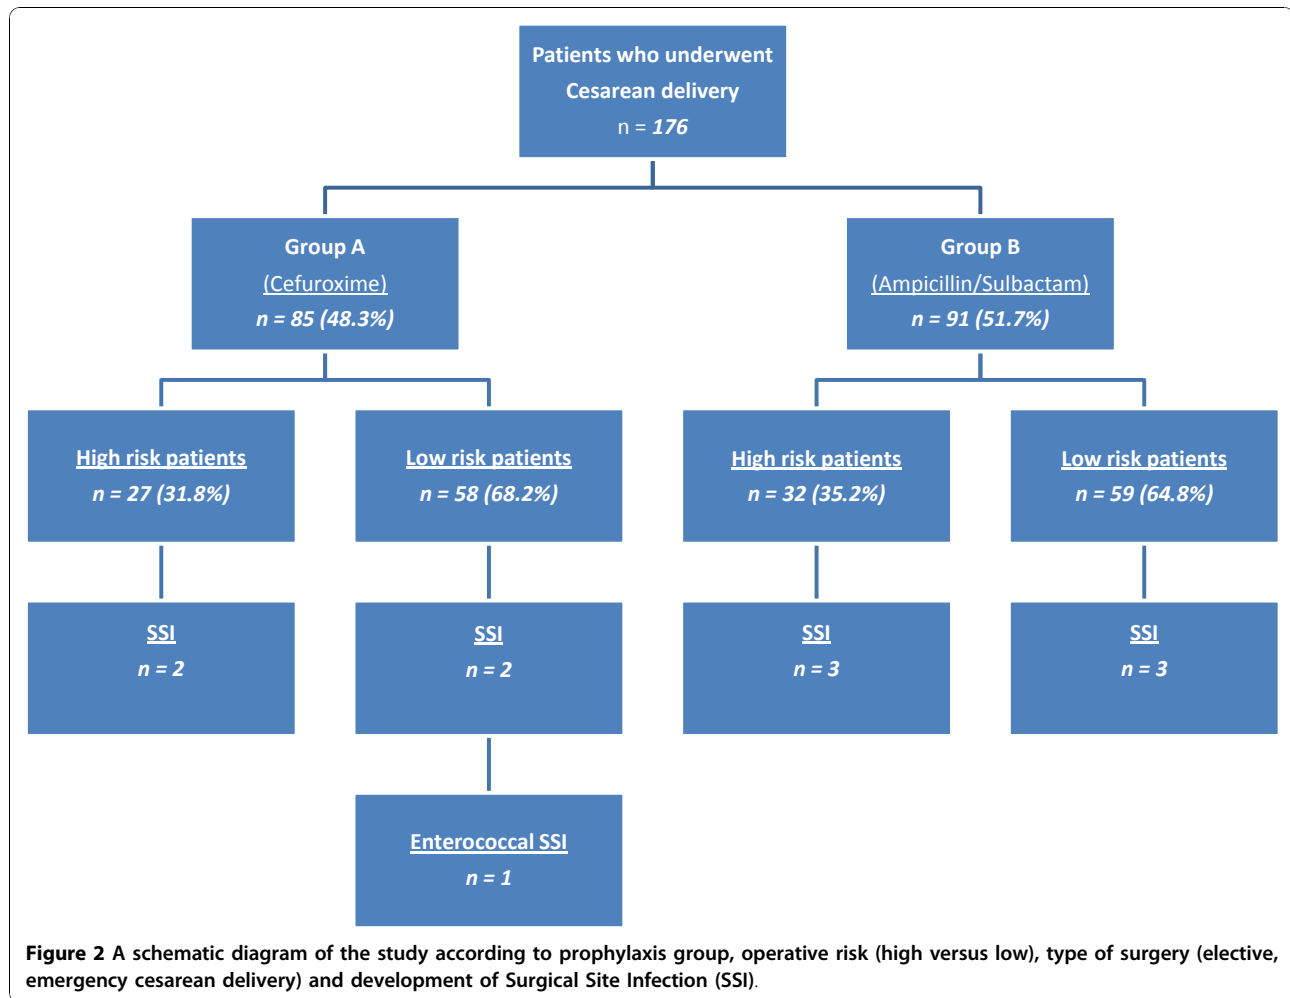 Patients who underwent
Cesarean delivery
n = 176
Group A
(Cefuroxime)
n = 85 (48.3%)
Group B
(Ampicillin/Sulbactam)
n = 91 (51.7%)
High risk patients
n = 27 (31.8%)
Low risk patients
n = 58 (68.2%)
High risk patients
n = 32 (35.2%)
Low risk patients
n = 59 (64.8%)
SSI
n = 2
SSI
n = 2
SSI
n = 3
SSI
n = 3
Enterococcal SSI
n = 1
Figure 2 A schematic diagram of the study according to prophylaxis group, operative risk (high versus low), type of surgery (elective,
emergency cesarean delivery) and development of Surgical Site Infection (SSI).